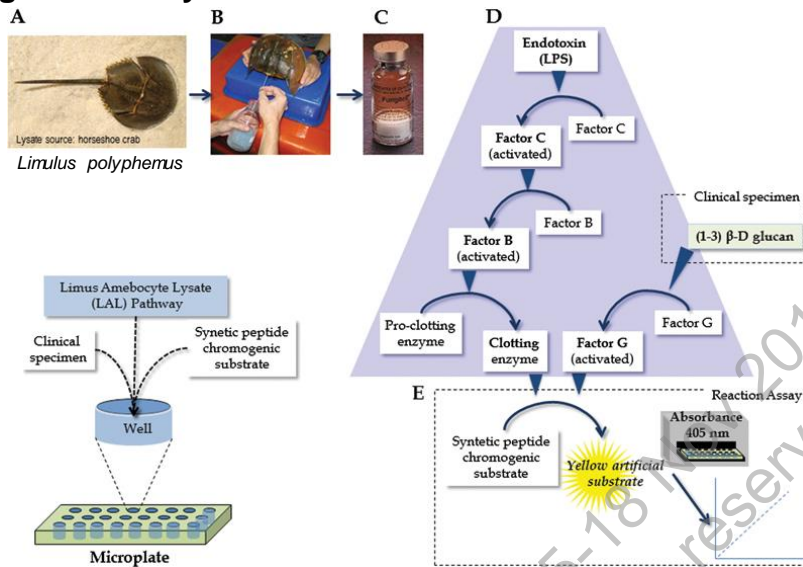 A
B
C
D
Lysate source: horseshoe crab
Limulus polyphemus
Endotoxin
(LPS)
Factor C
Factor C
(activated)
Factor B
Factor B
(activated)
Clinical specimen
(1-3) β-D glucan
Pro-clotting
enzyme
Clotting
enzyme
Factor G
(activated)
Factor G
Limus Amebocyte Lysate
(LAL) Pathway
Clinical
specimen
Synetic peptide
chromogenic
substrate
Well
Microplate
E
Reaction Assay
Syntetic peptide
chromogenic
substrate
Yellow artificial
substrate
Absorbance
405 nm